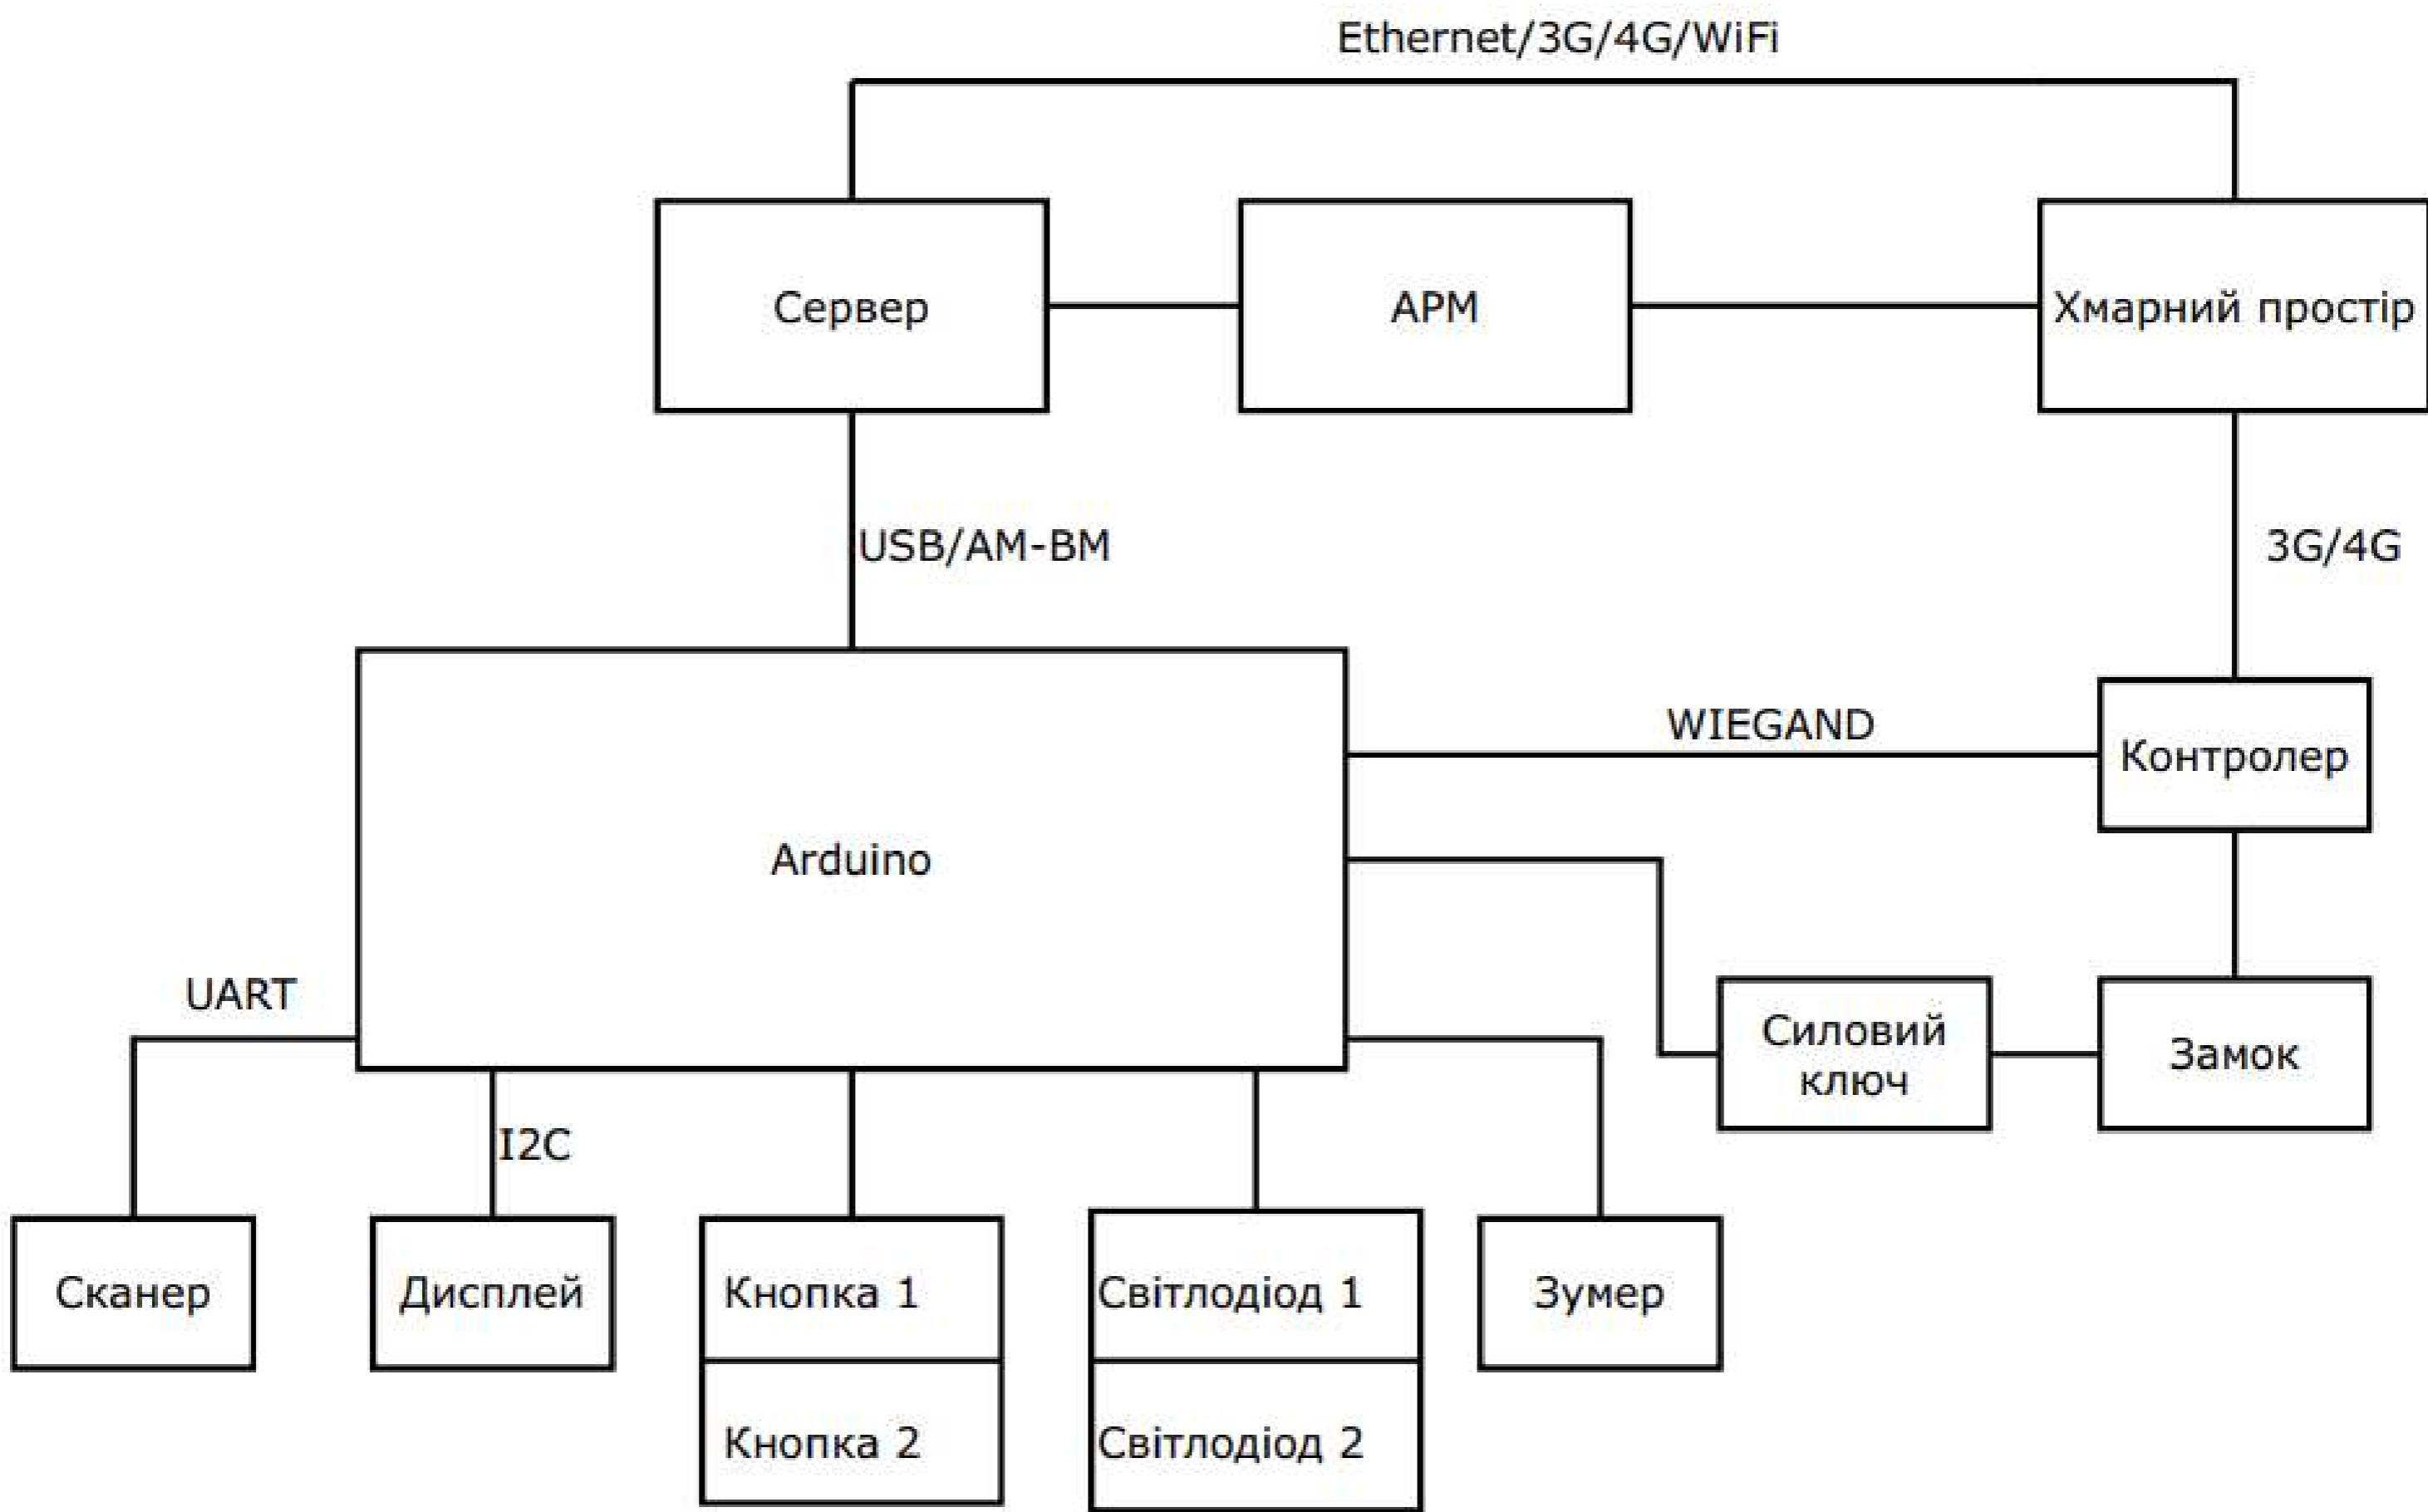 Ethernet/3G/4G/WiFi
Сервер
АРМ
Хмарний простір
USB/AM-BM
3G/4G
WIEGAND
Контролер
Arduino
UART
Силовий
ключ
Замок
I2C
Сканер
Дисплей
Кнопка 1
Світлодіод 1
Зумер
Кнопка 2
Світлодіод 2